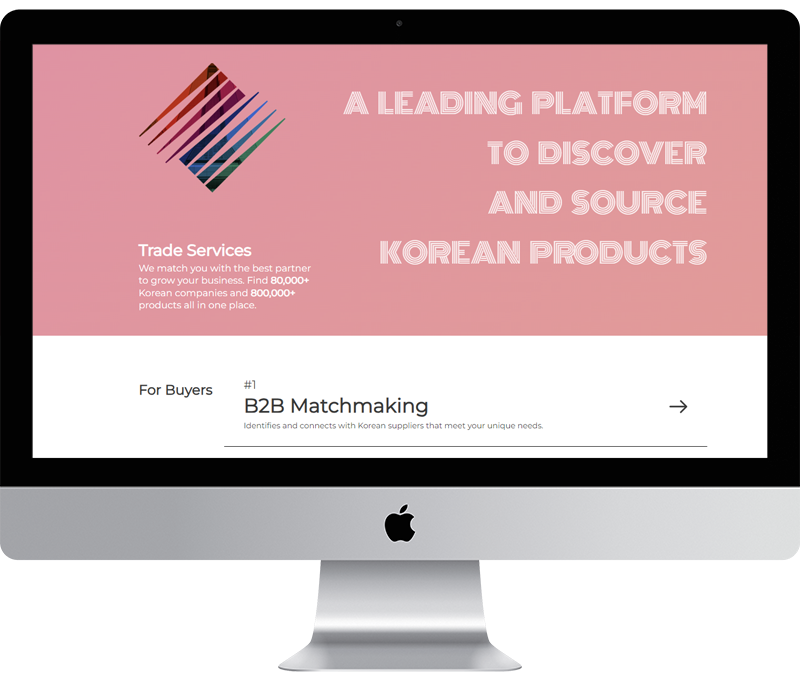 A LEADING PLATFORM
TO DISCOVER
AND SOURCE
KOREAN PRODUCTS
Trade Services
We match you with the best partner
to grow your business. Find 80,000+
Korean companies and 800,000+
products all in one place.
For Buyers
#1
B2B Matchmaking
Identifies and connects with Korean suppliers that meet your unique needs.